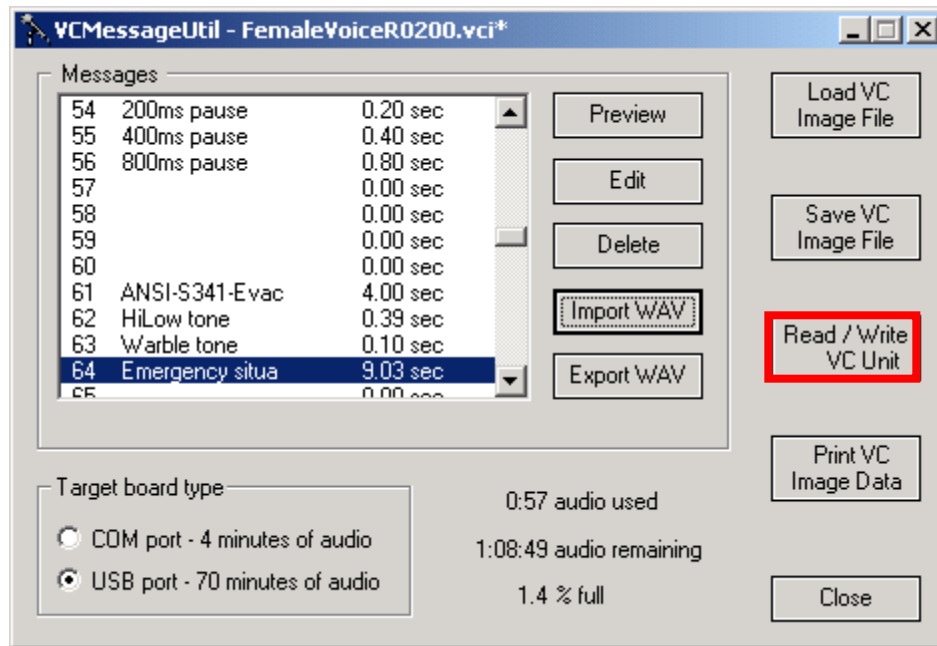 VCMessageUtil - FemaleVoiceR0200.vci*
Messages
54 200ms pause 0.20 sec
55 400ms pause 0.40 sec
56 800ms pause 0.80 sec
57 0.00 sec
58 0.00 sec
59 0.00 sec
60 0.00 sec
61 ANSI-S341-Evac 4.00 sec
62 HiLow tone 0.39 sec
63 Warble tone 0.10 sec
64 Emergency situa 9.03 sec
Preview
Edit
Delete
Import WAV
Export WAV
Load VC
Image File
Save VC
Image File
Read / Write
VC Unit
Print VC
Image Data
Close
Target board type
COM port - 4 minutes of audio
USB port - 70 minutes of audio
0:57 audio used
1:08:49 audio remaining
1.4 % full